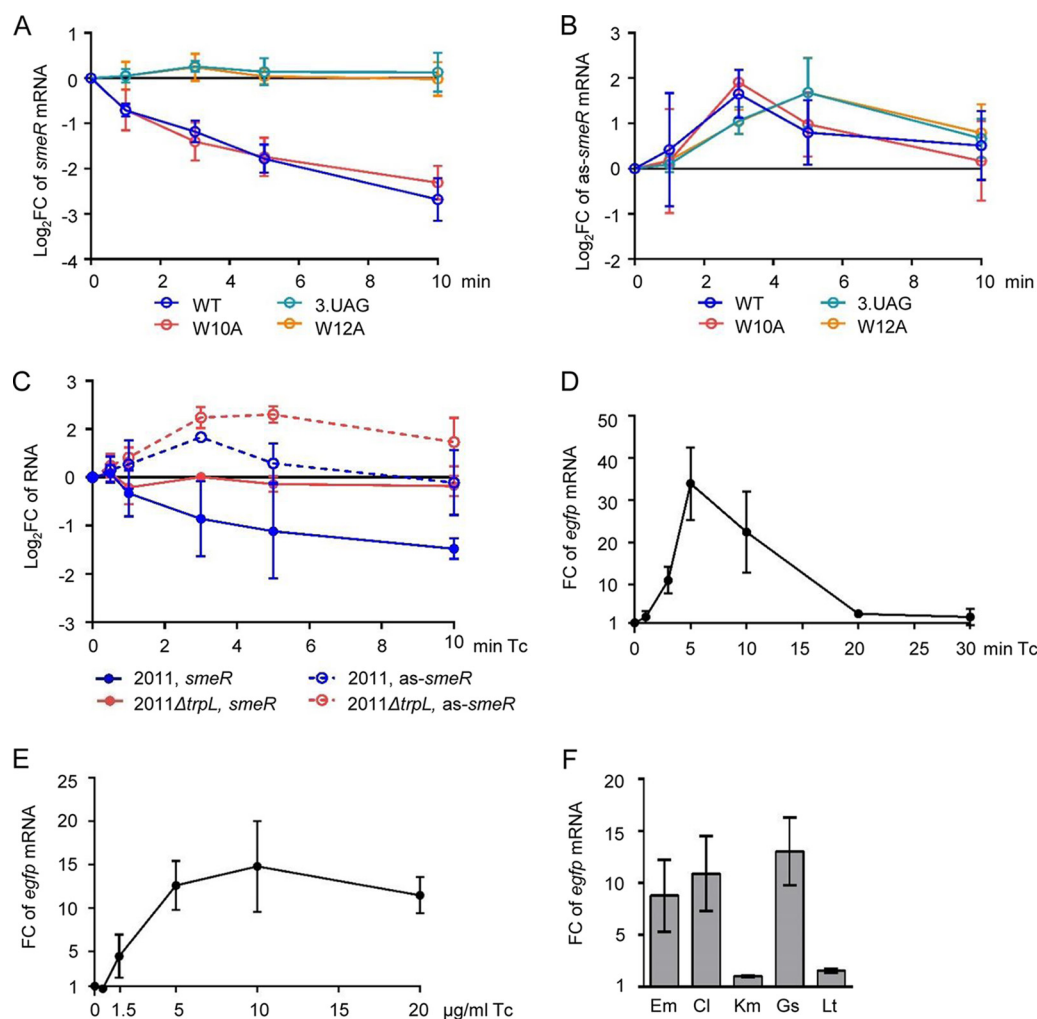 A
B
Log₂FC of smeR mRNA
1
0
-1
-2
-3
-4
0 2 4 6 8 10 min
WT 3.UAG
W10A W12A
Log₂FC of as-smeR mRNA
3
2
1
0
-1
-2
0 2 4 6 8 10 min
WT 3.UAG
W10A W12A
C
D
Log₂FC of RNA
3
2
0
-1
-2
-3
0 2 4 6 8 10 min Tc
2011, smeR 2011, as-smeR
2011ΔtrpL, smeR 2011ΔtrpL, as-smeR
FC of egfp mRNA
50
40
30
20
10
1
0 5 10 15 20 25 30 min Tc
E
F
FC of egfp mRNA
25
20
15
10
5
1
0 1.5 5 10 15 20 µg/ml Tc
FC of egfp mRNA
20
15
10
5
1
Em Cl Km Gs Lt